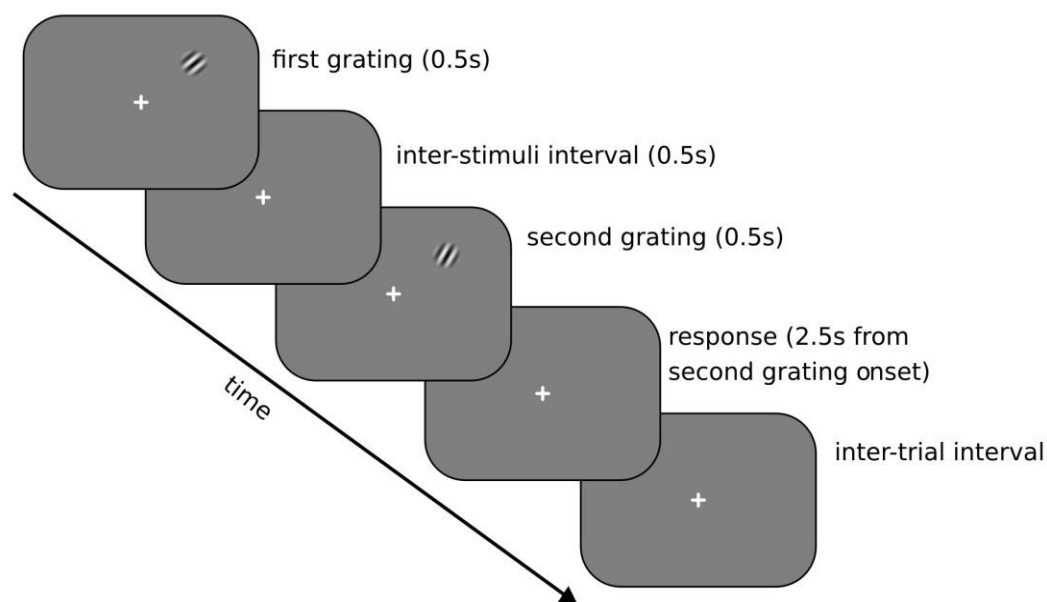 first grating (0.5s)
inter-stimuli interval (0.5s)
second grating (0.5s)
response (2.5s from
second grating onset)
time
inter-trial interval